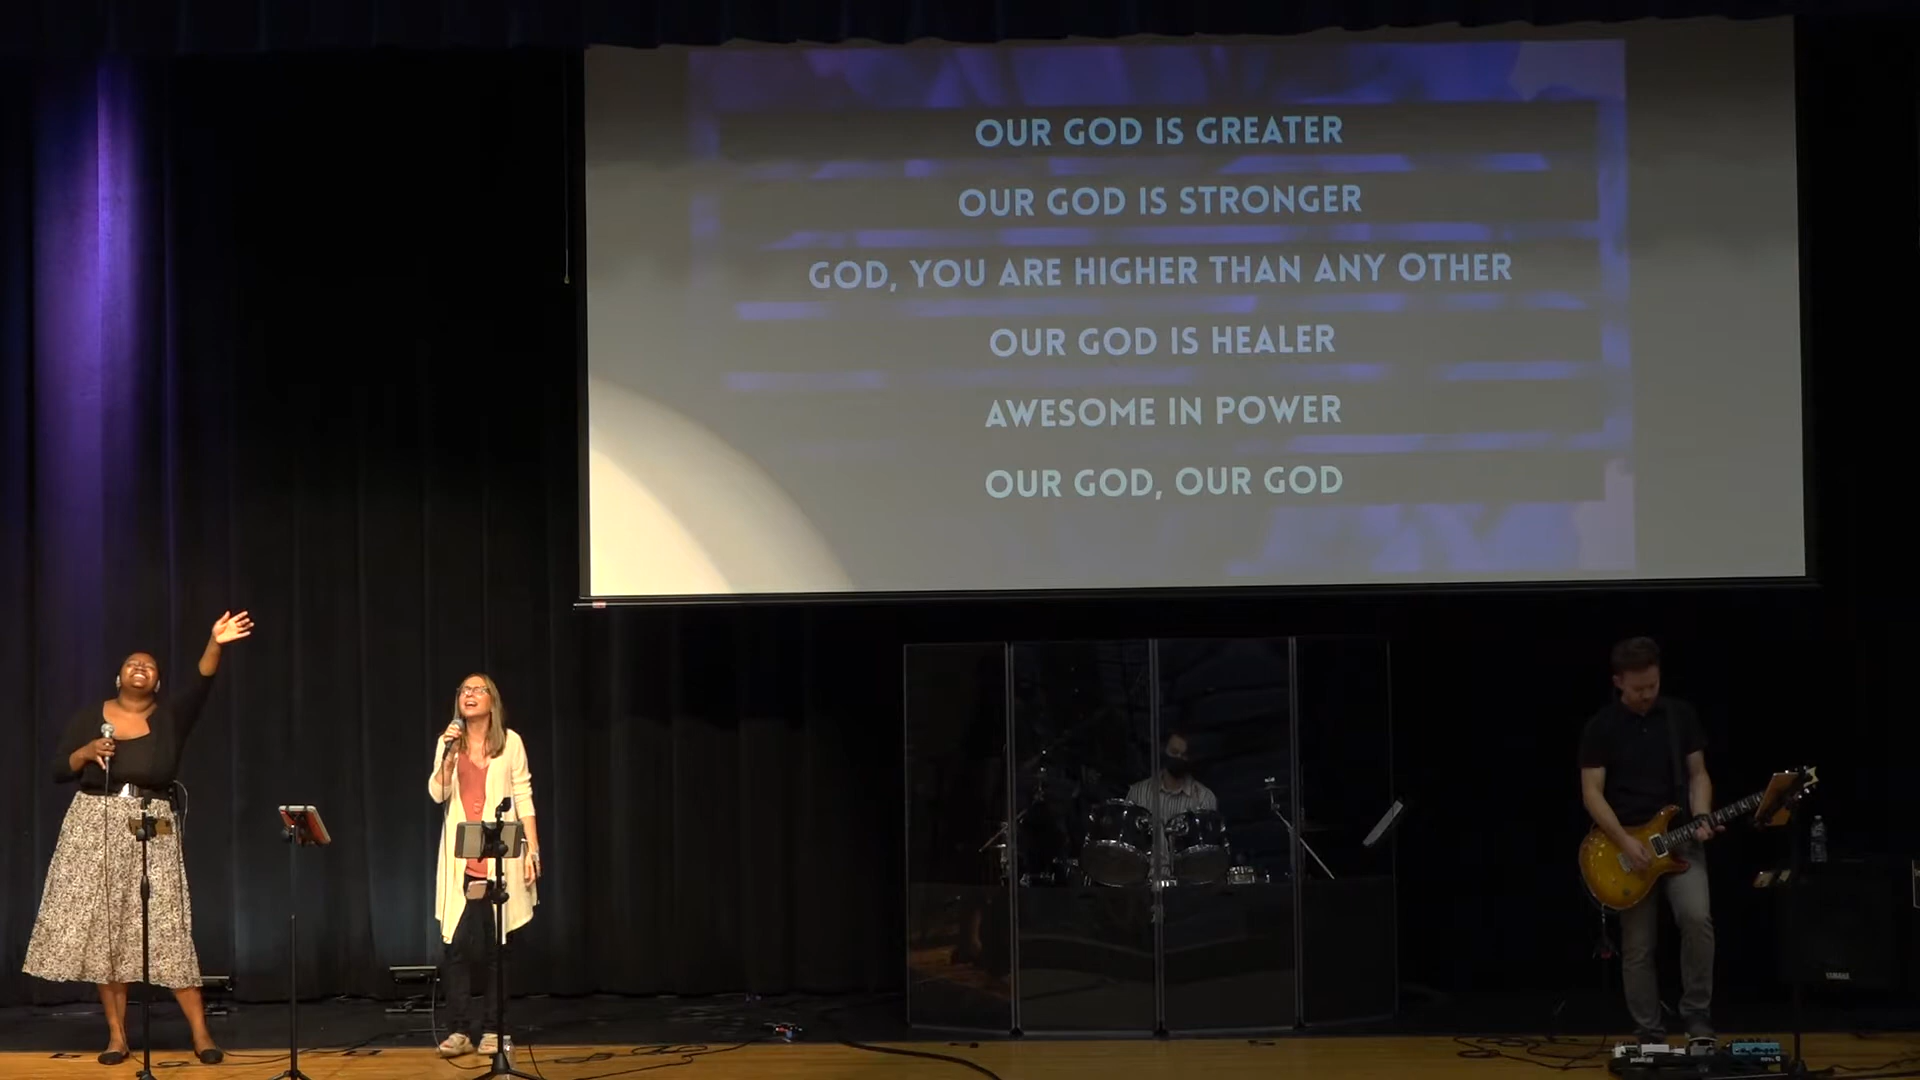 OUR GOD IS GREATER
OUR GOD IS STRONGER
GOD, YOU ARE HIGHER THAN ANY OTHER
OUR GOD IS HEALER
AWESOME IN POWER
OUR GOD, OUR GOD
YAMAHA